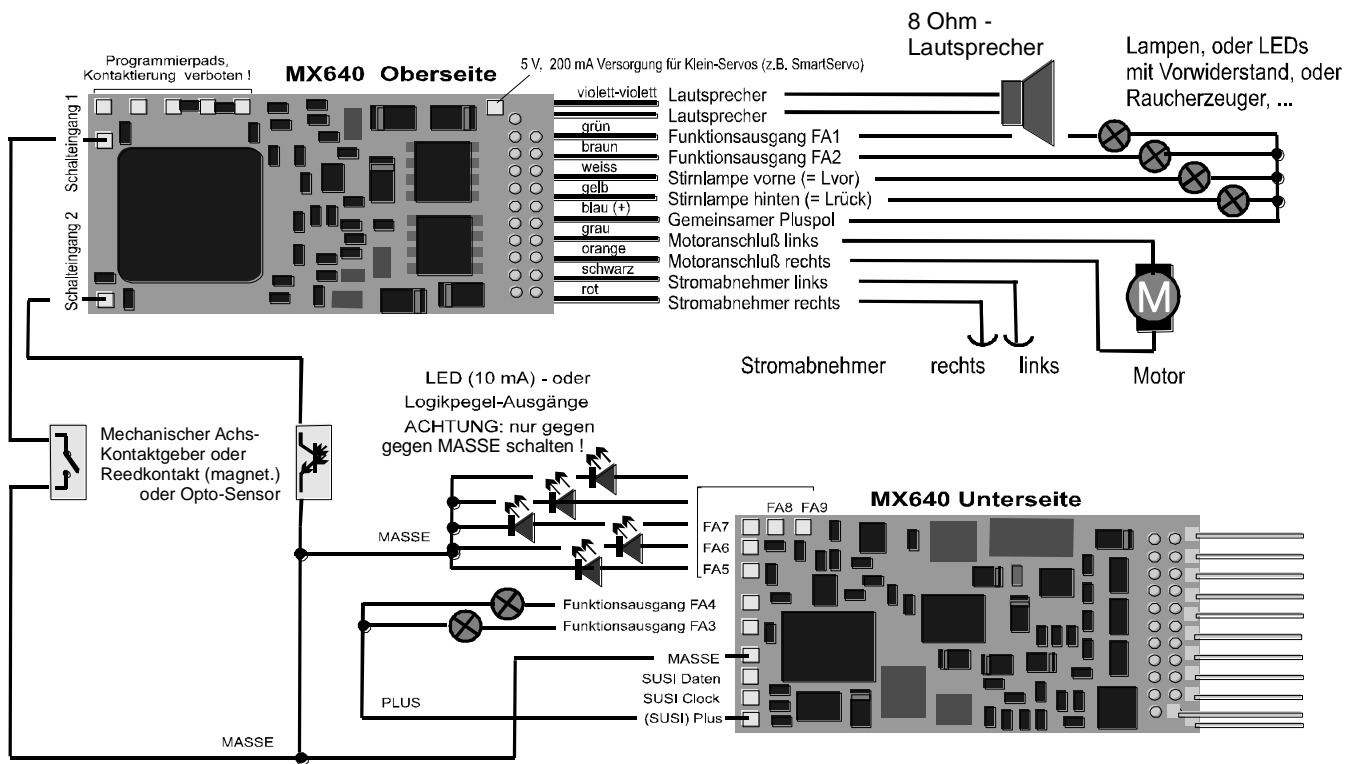 8 Ohm -
Lautsprecher
Lampen, oder LEDs
mit Vorwiderstand, oder
Raucherzeuger, ...
Programmierpads,
Kontaktierung verboten !
MX640 Oberseite
5 V, 200 mA Versorgung für Klein-Servos (z.B. SmartServo)
Schalteingang 1
Schalteingang 2
violett-violett
Lautsprecher
Lautsprecher
grün
Funktionsausgang FA1
braun
Funktionsausgang FA2
weiss
Stirnlampe vorne (= Lvor)
gelb
Stirnlampe hinten (= Lrück)
blau (+)
Gemeinsamer Pluspol
grau
Motoranschluß links
orange
Motoranschluß rechts
schwarz
Stromabnehmer links
rot
Stromabnehmer rechts
M
Stromabnehmer rechts links
Motor
LED (10 mA) - oder
Logikpegel-Ausgänge
ACHTUNG: nur gegen
gegen MASSE schalten !
Mechanischer Achs-
Kontaktgeber oder
Reedkontakt (magnet.)
oder Opto-Sensor
MX640 Unterseite
FA8 FA9
FA7
FA6
FA5
MASSE
Funktionsausgang FA4
Funktionsausgang FA3
MASSE
SUSI Daten
SUSI Clock
(SUSI) Plus
PLUS
MASSE